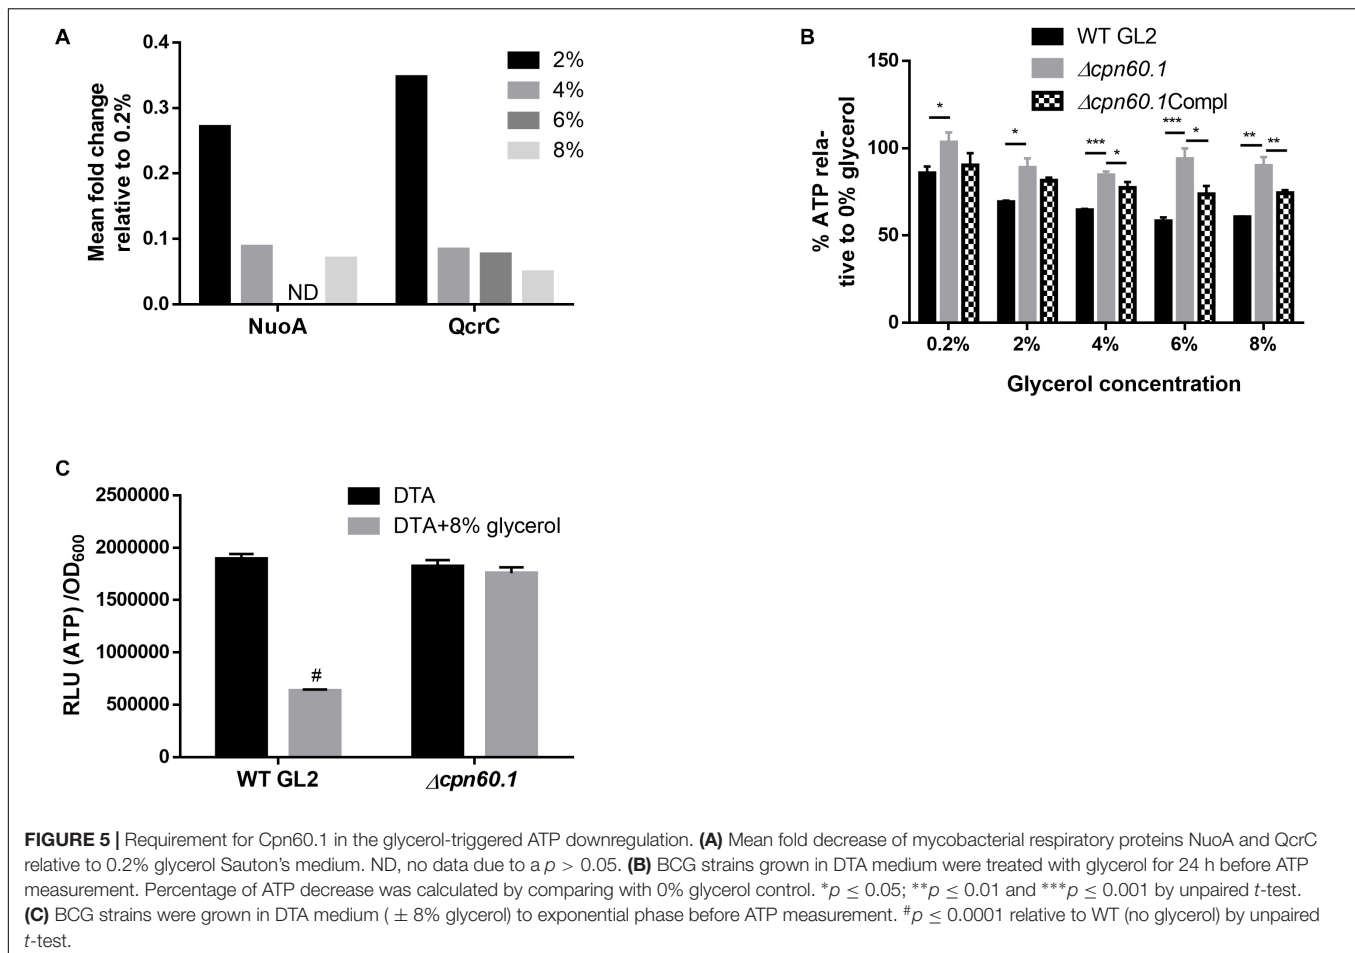 A
Mean fold change
relative to 0.2%
0.4
0.3
0.2
0.1
0.0
2%
4%
6%
8%
ND
NuoA
QcrC
B
WT GL2
Δcpn60.1
Δcpn60.1Compl
% ATP rela-
tive to 0% glycerol
150
100
50
0
*
*
***
*
***
*
**
**
0.2%
2%
4%
6%
8%
Glycerol concentration
C
RLU (ATP) /OD600
2500000
2000000
1500000
1000000
500000
0
DTA
DTA+8% glycerol
#
WT GL2
Δcpn60.1
FIGURE 5 | Requirement for Cpn60.1 in the glycerol-triggered ATP downregulation. (A) Mean fold decrease of mycobacterial respiratory proteins NuoA and QcrC
relative to 0.2% glycerol Sauton’s medium. ND, no data due to a p > 0.05. (B) BCG strains grown in DTA medium were treated with glycerol for 24 h before ATP
measurement. Percentage of ATP decrease was calculated by comparing with 0% glycerol control. *p ≤ 0.05; **p ≤ 0.01 and ***p ≤ 0.001 by unpaired t-test.
(C) BCG strains were grown in DTA medium ( ± 8% glycerol) to exponential phase before ATP measurement. #p ≤ 0.0001 relative to WT (no glycerol) by unpaired
t-test.